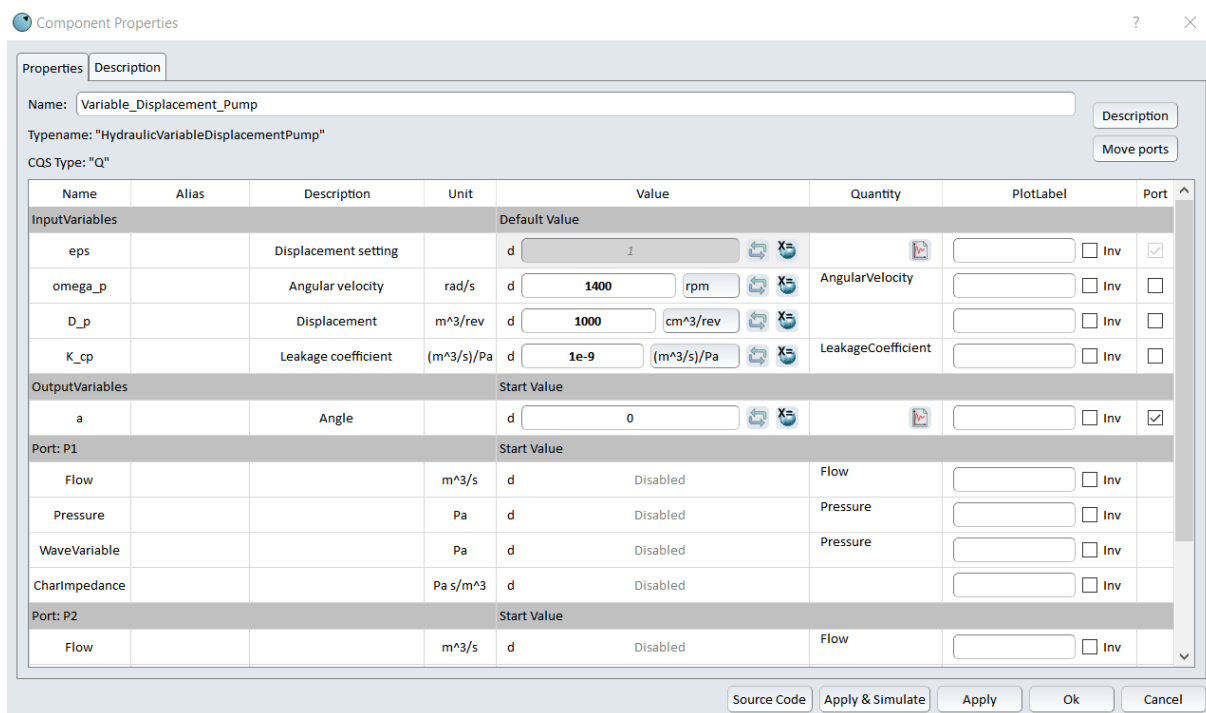 Component Properties
?
Properties Description
Name: Variable_Displacement_Pump
Description
Typename: "HydraulicVariableDisplacementPump"
Move ports
CQS Type: "Q"
Name Alias Description Unit Value Quantity PlotLabel Port
InputVariables Default Value
eps Displacement setting d 1 X= Inv
omega_p Angular velocity rad/s d 1400 rpm X= AngularVelocity Inv
D_p Displacement m^3/rev d 1000 cm^3/rev X= Inv
K_cp Leakage coefficient (m^3/s)/Pa d 1e-9 (m^3/s)/Pa X= LeakageCoefficient Inv
OutputVariables Start Value
a Angle d 0 X= Inv
Port: P1 Start Value
Flow m^3/s d Disabled Flow Inv
Pressure Pa d Disabled Pressure Inv
WaveVariable Pa d Disabled Pressure Inv
CharImpedance Pa s/m^3 d Disabled Inv
Port: P2 Start Value
Flow m^3/s d Disabled Flow Inv
Source Code Apply & Simulate Apply Ok Cancel